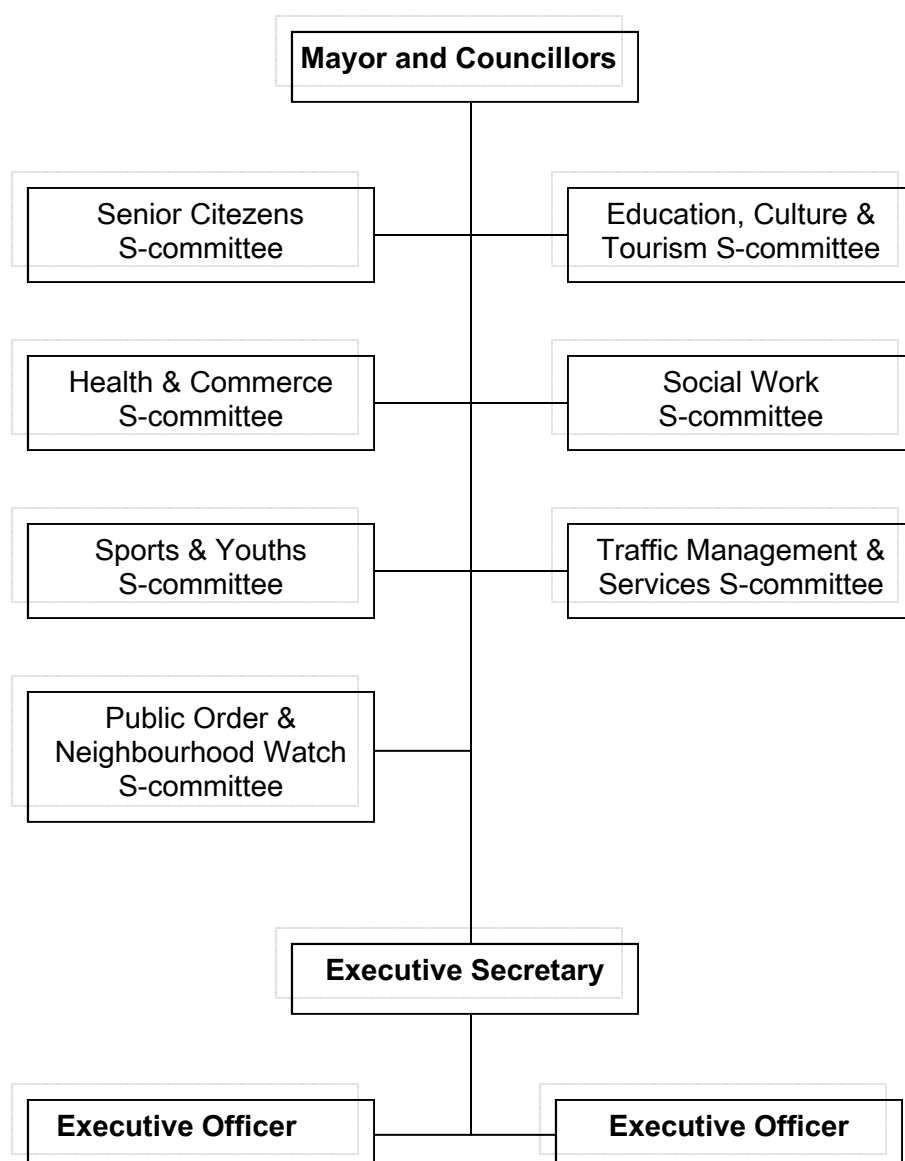 Mayor and Councillors
Senior Citezens
S-committee
Education, Culture &
Tourism S-committee
Health & Commerce
S-committee
Social Work
S-committee
Sports & Youths
S-committee
Traffic Management &
Services S-committee
Public Order &
Neighbourhood Watch
S-committee
Executive Secretary
Executive Officer
Executive Officer